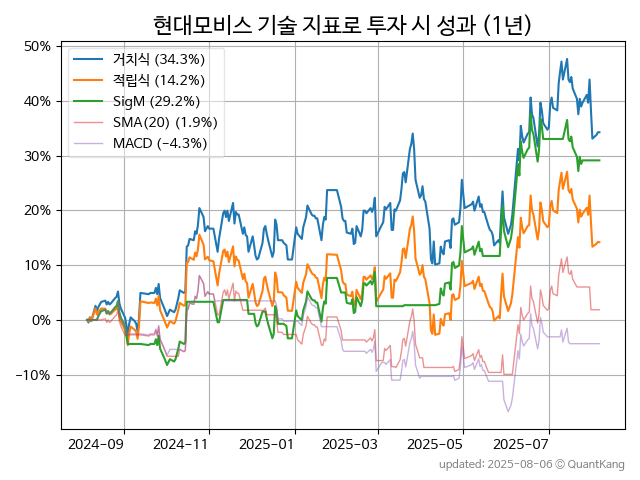 현대모비스 기술 지표로 투자 시 성과 (1년)
거치식 (34.3%)
적립식 (14.2%)
SigM (29.2%)
SMA(20) (1.9%)
MACD (−4.3%)
50%
40%
30%
20%
10%
0%
−10%
2024-09
2024-11
2025-01
2025-03
2025-05
2025-07
updated: 2025-08-06 © QuantKang